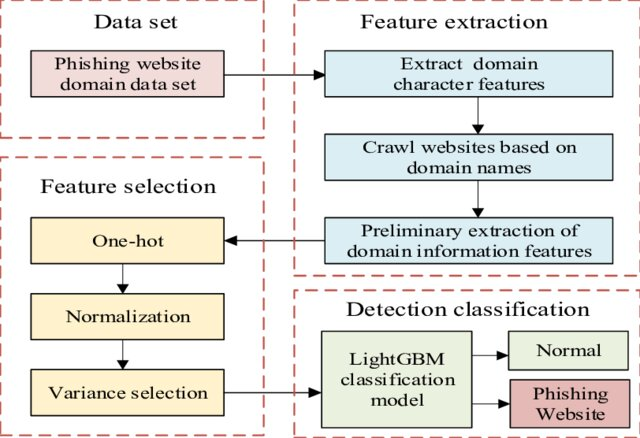 Data set
Phishing website
domain data set
Feature extraction
Extract domain
character features
Crawl websites based on
domain names
Preliminary extraction of
domain information features
Feature selection
One-hot
Normalization
Variance selection
Detection classification
LightGBM
classification
model
Normal
Phishing
Website